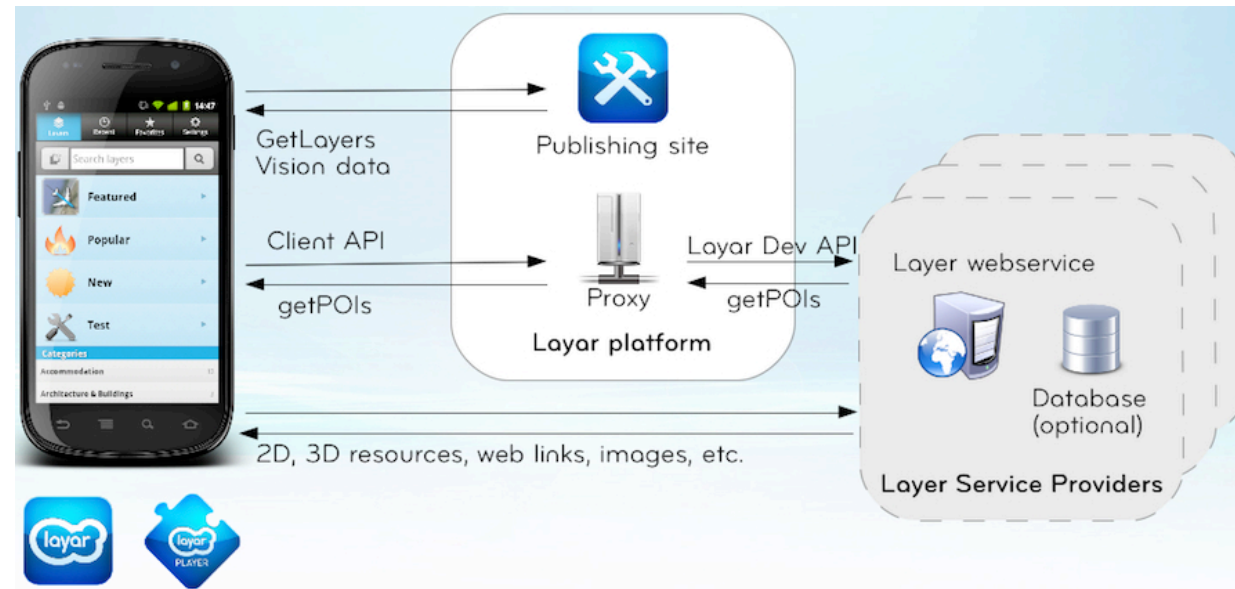 14:47
Layers Recent Favorites Settings
Search layers
Featured
Popular
New
Test
Categories
Accommodation
Architecture & Buildings
layar
layar
PLAYER
GetLayers
Vision data
Client API
getPOIs
2D, 3D resources, web links, images, etc.
Publishing site
Proxy
Layar platform
Layar Dev API
getPOIs
Layer webservice
Database
(optional)
Layer Service Providers